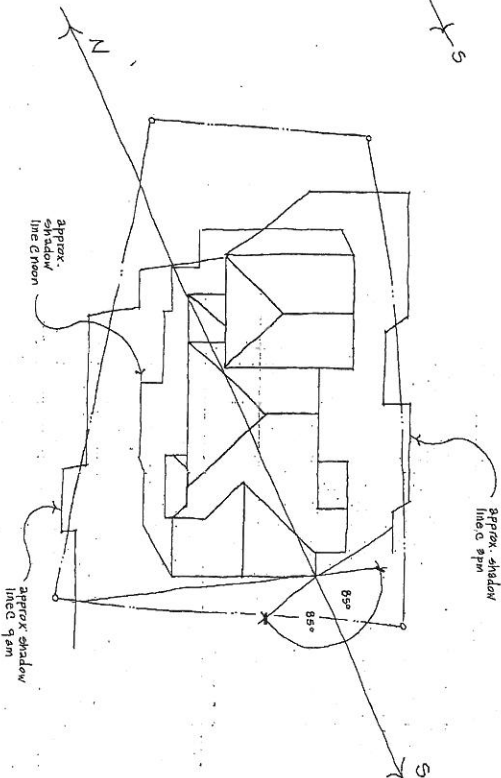 S
N
approx.
shadow
line @ noon
approx. shadow
line @ 3pm
85°
85°
approx shadow
line @ 9am
S